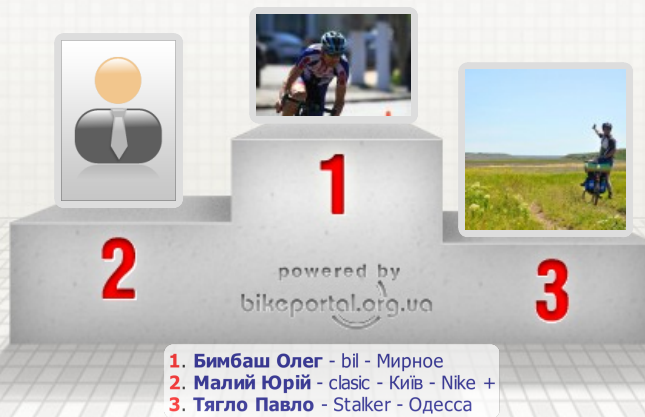 1
2
3
powered by
bikeportal.org.ua
1. Бимбаш Олег - bil - Мирное
2. Малий Юрій - clasic - Київ - Nike +
3. Тягло Павло - Stalker - Одесса